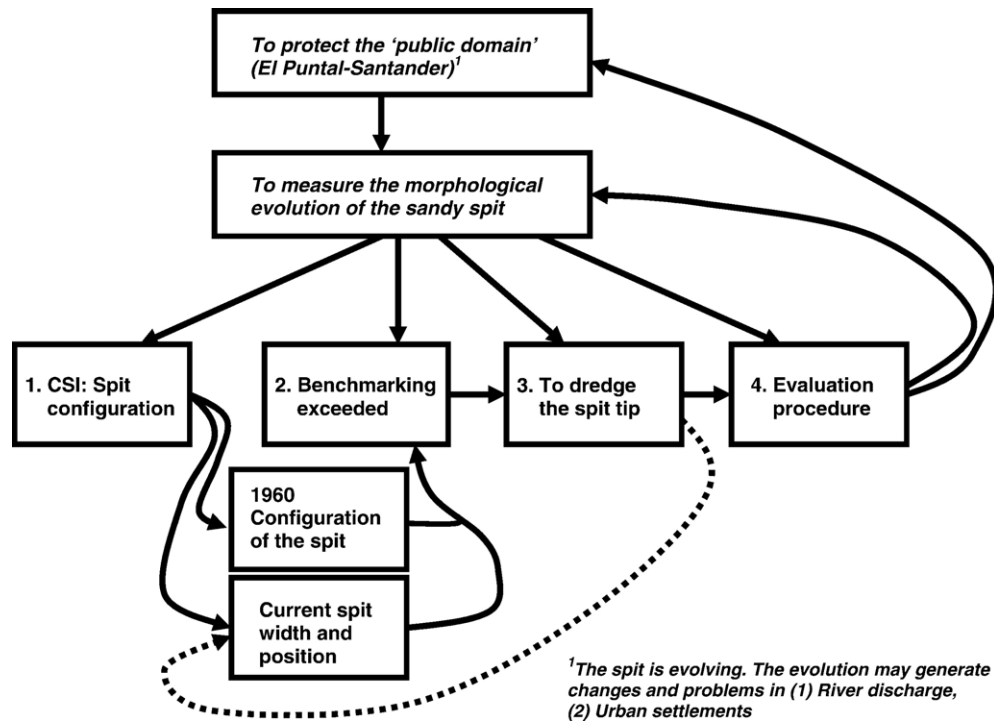 To protect the ‘public domain’
(El Puntal-Santander)1
To measure the morphological
evolution of the sandy spit
1. CSI: Spit
configuration
2. Benchmarking
exceeded
3. To dredge
the spit tip
4. Evaluation
procedure
1960
Configuration
of the spit
Current spit
width and
position
1The spit is evolving. The evolution may generate
changes and problems in (1) River discharge,
(2) Urban settlements